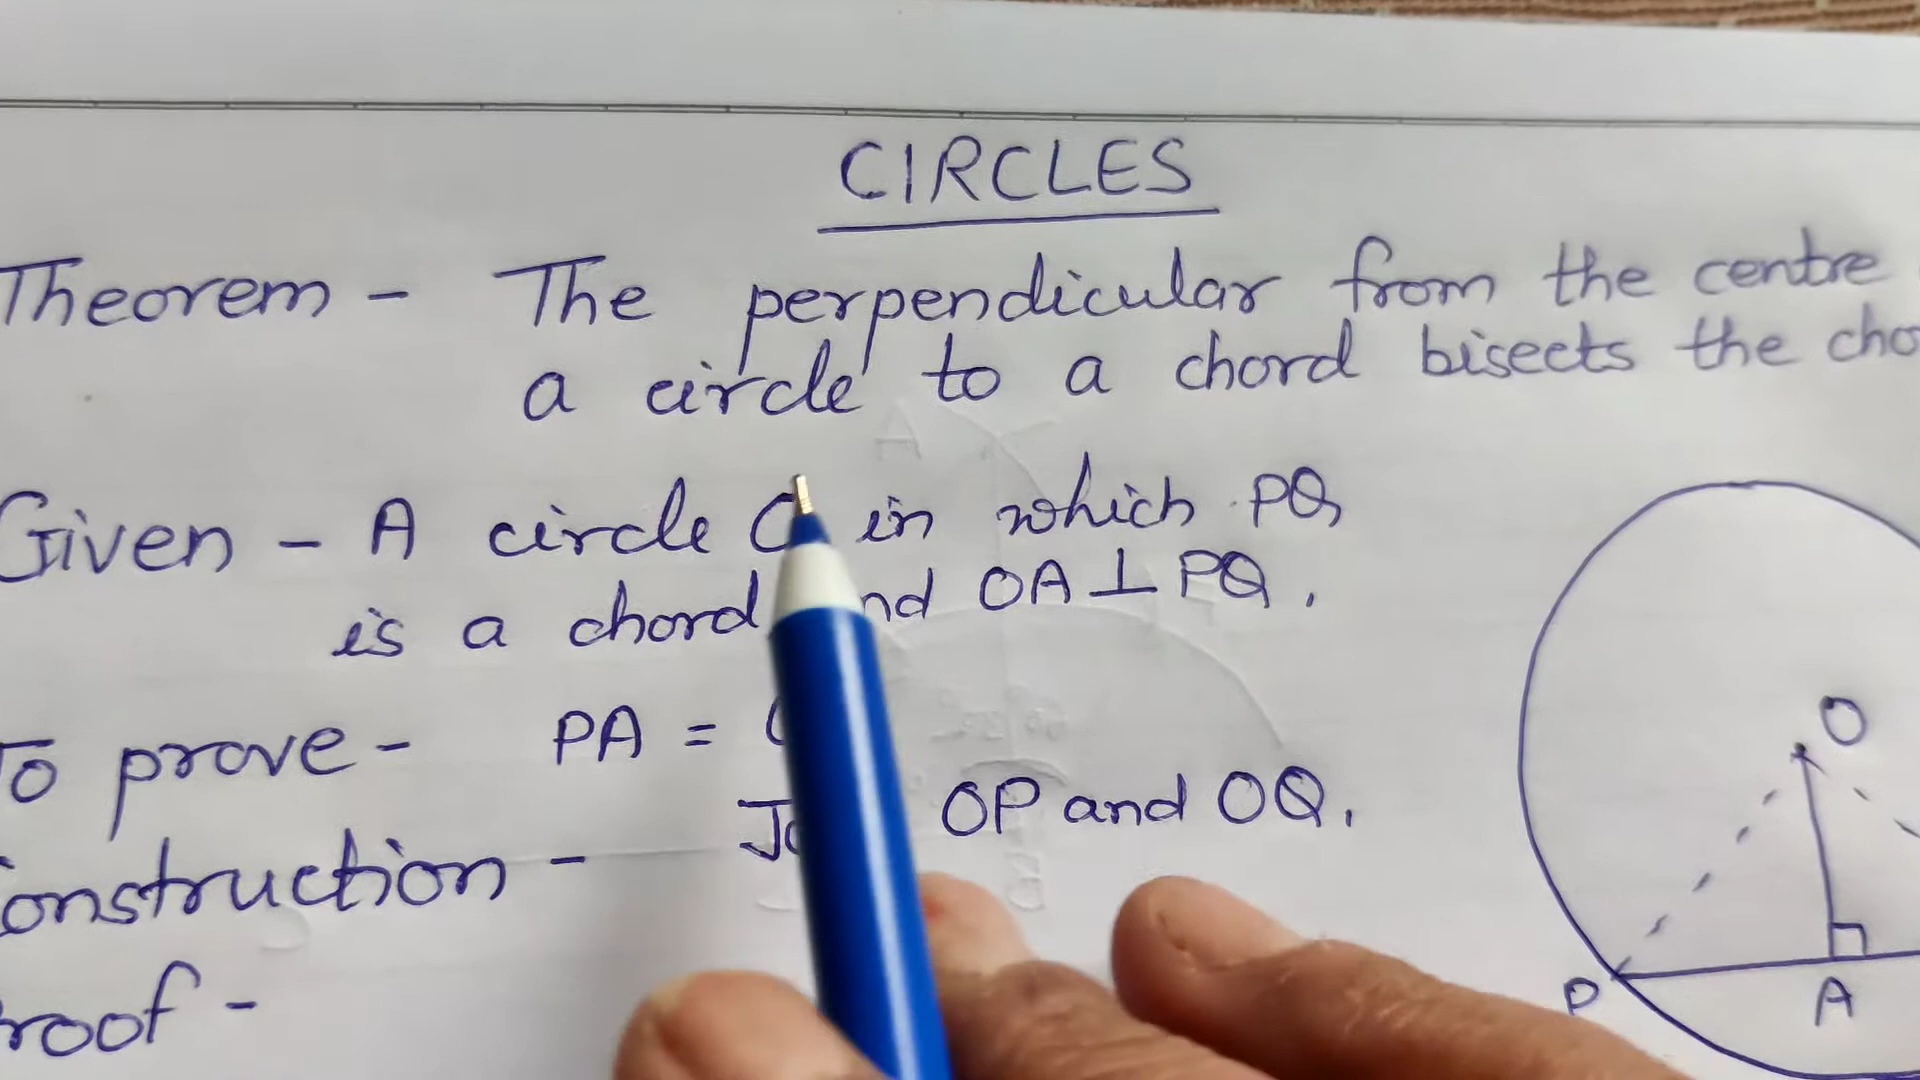 CIRCLES
Theorem - The perpendicular from the centre
a circle to a chord bisects the cho
Given - A circle C in which PQ
is a chord nd OA ⊥ PQ.
To prove - PA =
OP and OQ.
onstruction -
roof -
O
P
A